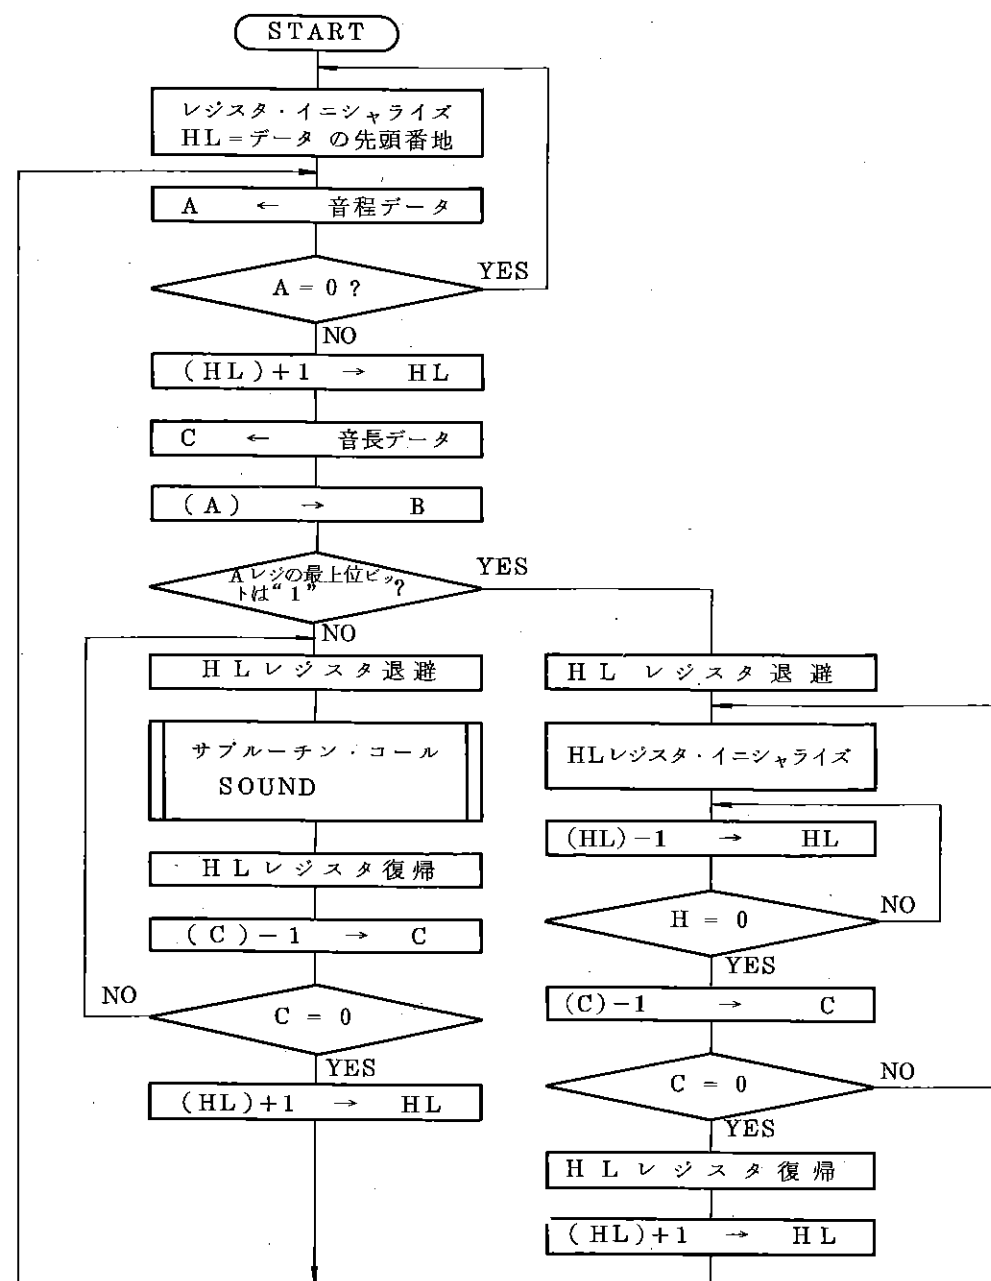 START
レジスタ・イニシャライズ
HL=データ の先頭番地
A ← 音程データ
A = 0 ?
YES
NO
(HL)+1 → HL
C ← 音長データ
(A) → B
Aレジの最上位ビッ
トは“1” ?
YES
NO
HLレジスタ退避
サブルーチン・コール
SOUND
HLレジスタ復帰
(C)-1 → C
C = 0
NO
YES
(HL)+1 → HL
HL レジスタ退避
HLレジスタ・イニシャライズ
(HL)-1 → HL
H = 0
NO
YES
(C)-1 → C
C = 0
NO
YES
HLレジスタ復帰
(HL)+1 → HL